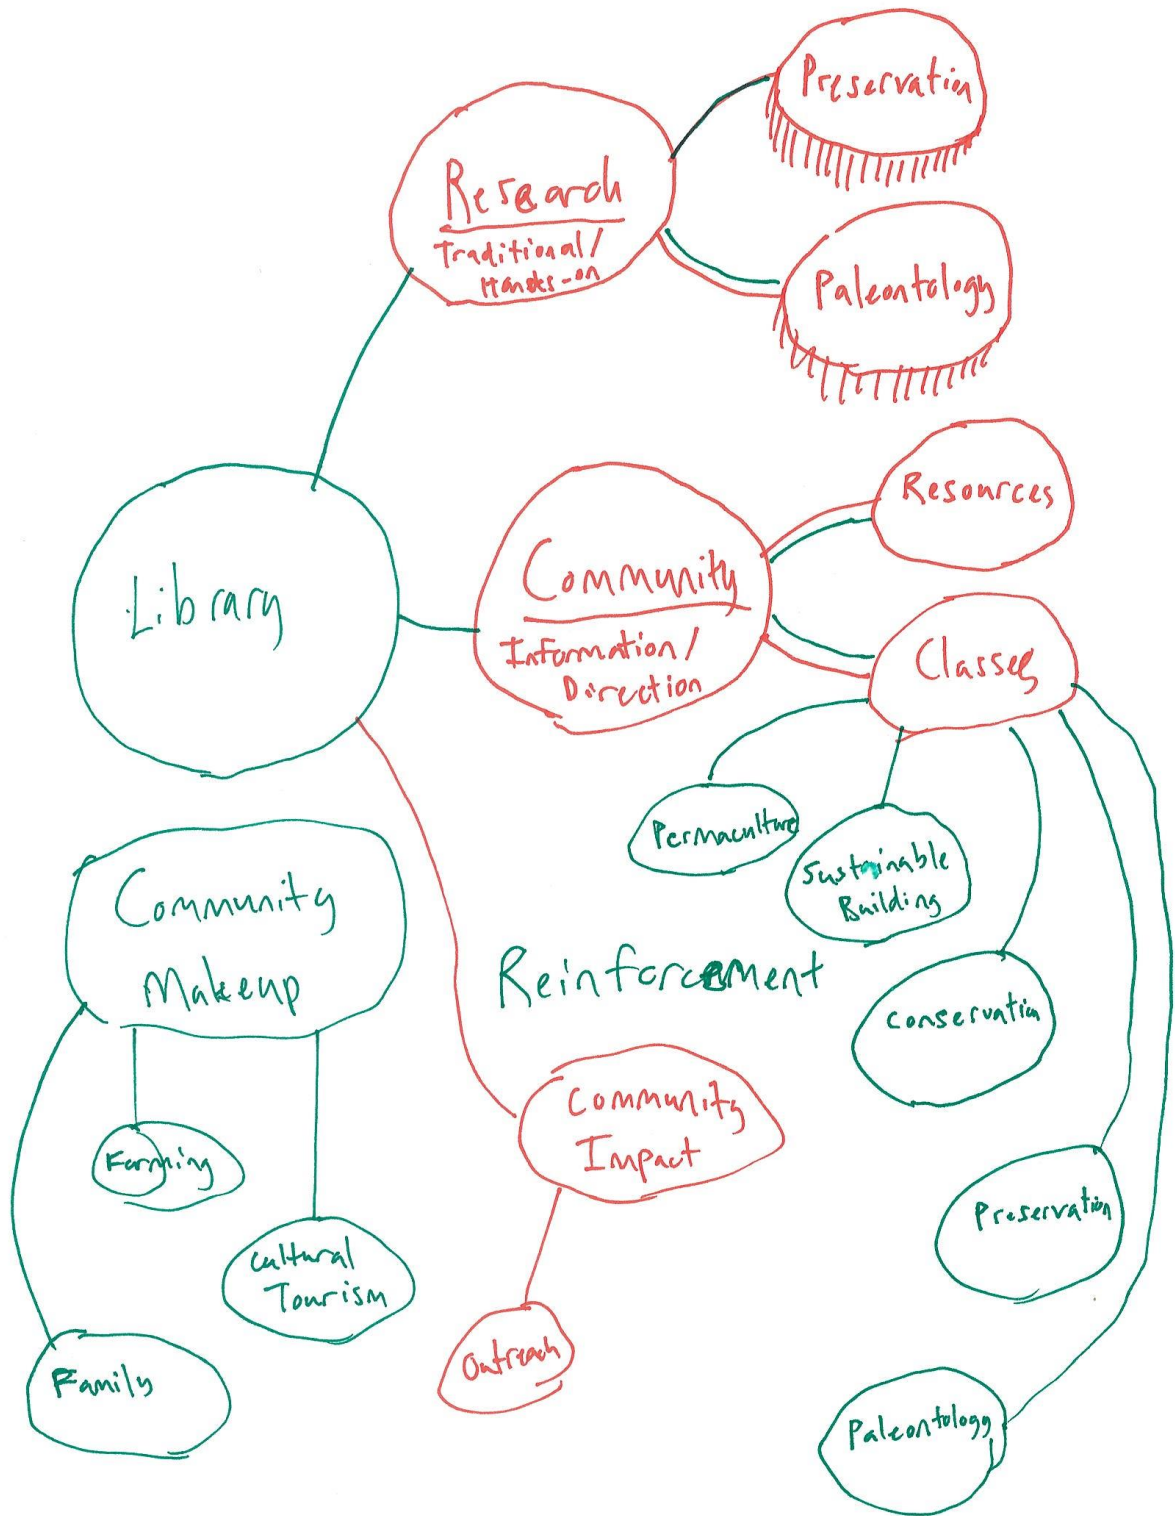 Preservation
Research
Traditional/
Hands-on
Paleontology
Resources
Community
Information/
Direction
Library
Classes
Permaculture
Sustainable
Building
Community
Makeup
Reinforcement
Conservation
Community
Impact
Farming
Cultural
Tourism
Preservation
Outreach
Family
Paleontology